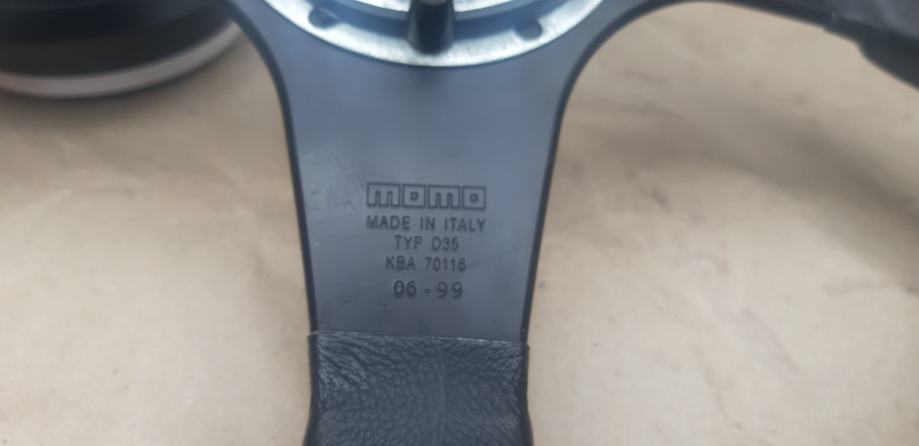 momo
MADE IN ITALY
TYP D35
KBA 70116
06-99